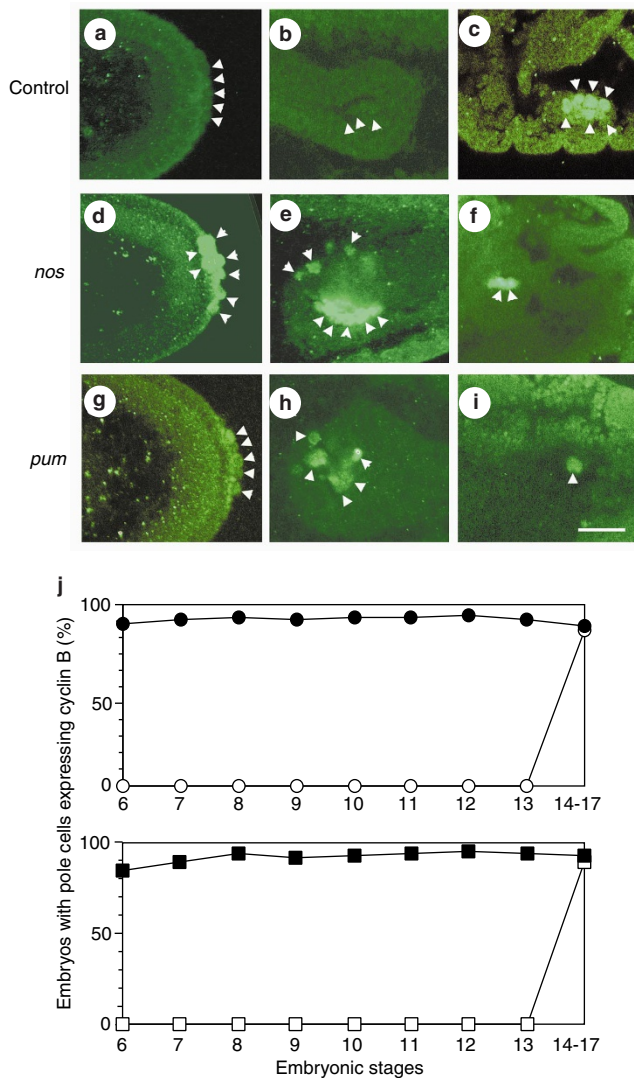 a b c
Control
d e f
nos
g h i
pum
j
Embryos with pole cells expressing cyclin B (%)
100
50
0
6 7 8 9 10 11 12 13 14-17
100
50
0
6 7 8 9 10 11 12 13 14-17
Embryonic stages